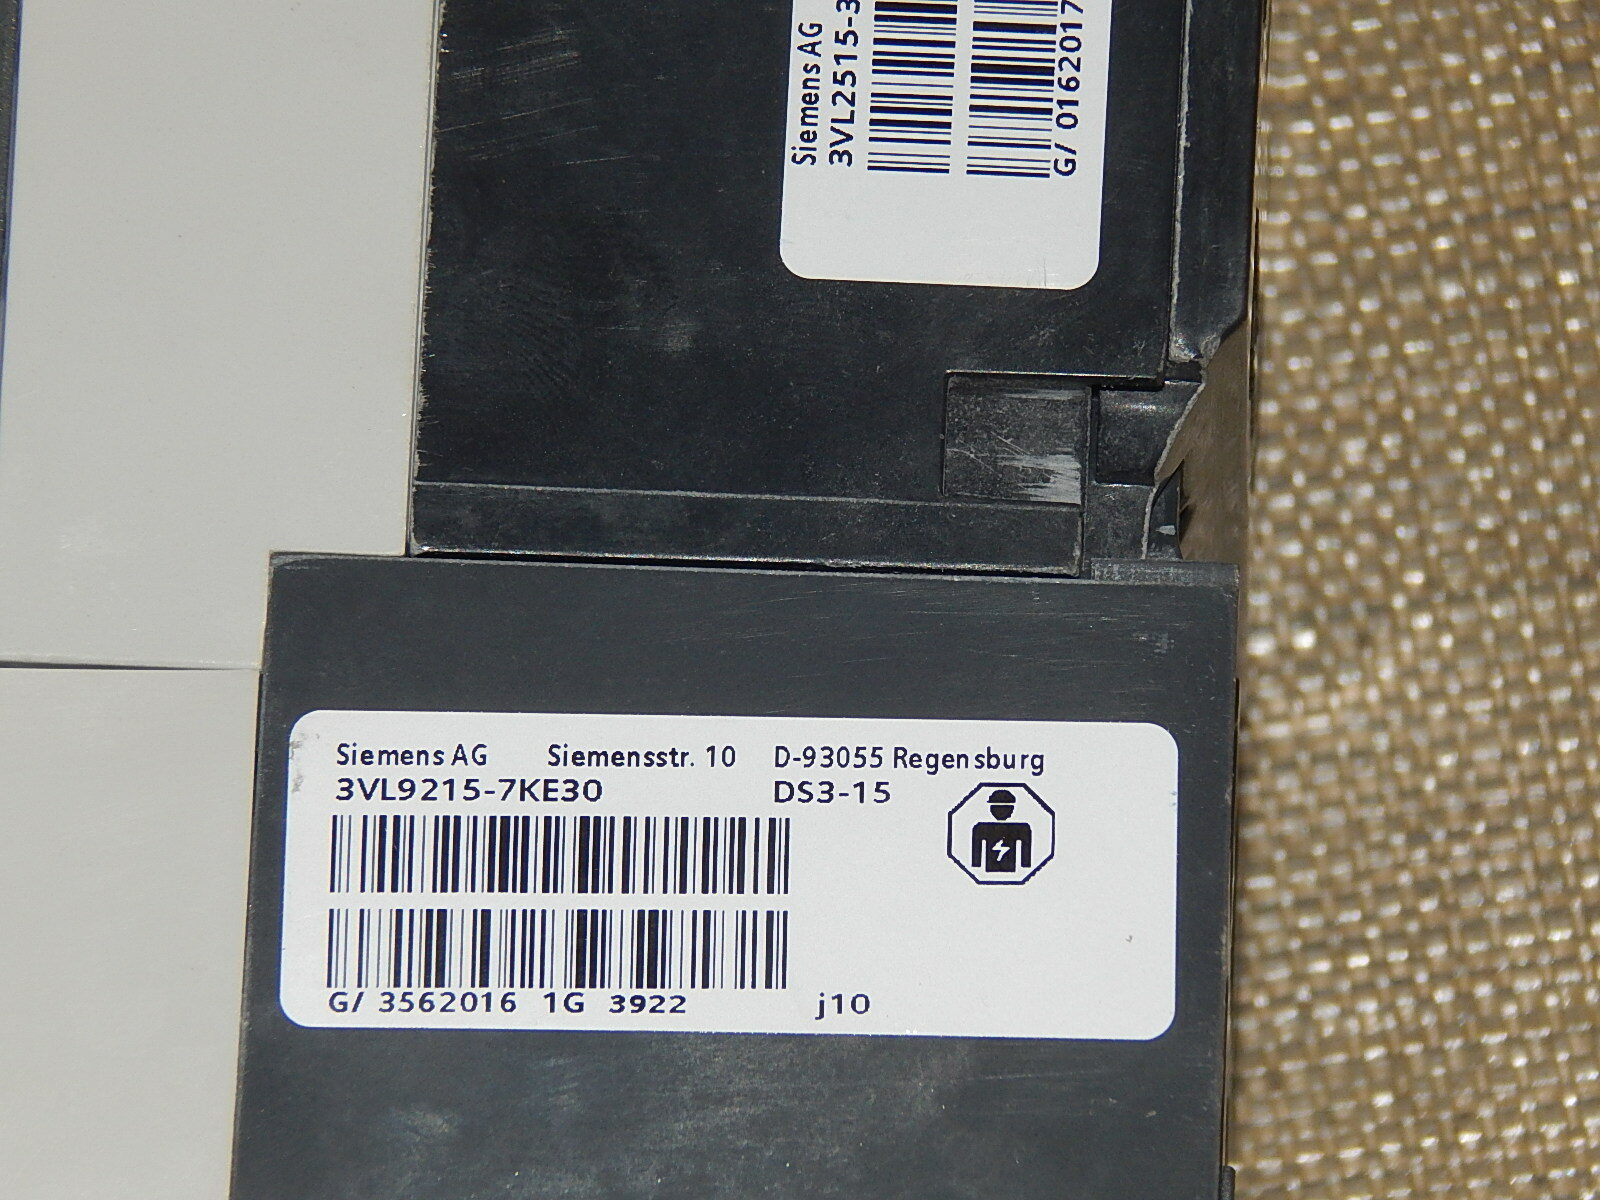 Siemens AG
3VL2515-3
G/ 0162017
Siemens AG Siemensstr. 10 D-93055 Regensburg
3VL9215-7KE30 DS3-15
G/ 3562016 1G 3922 j10